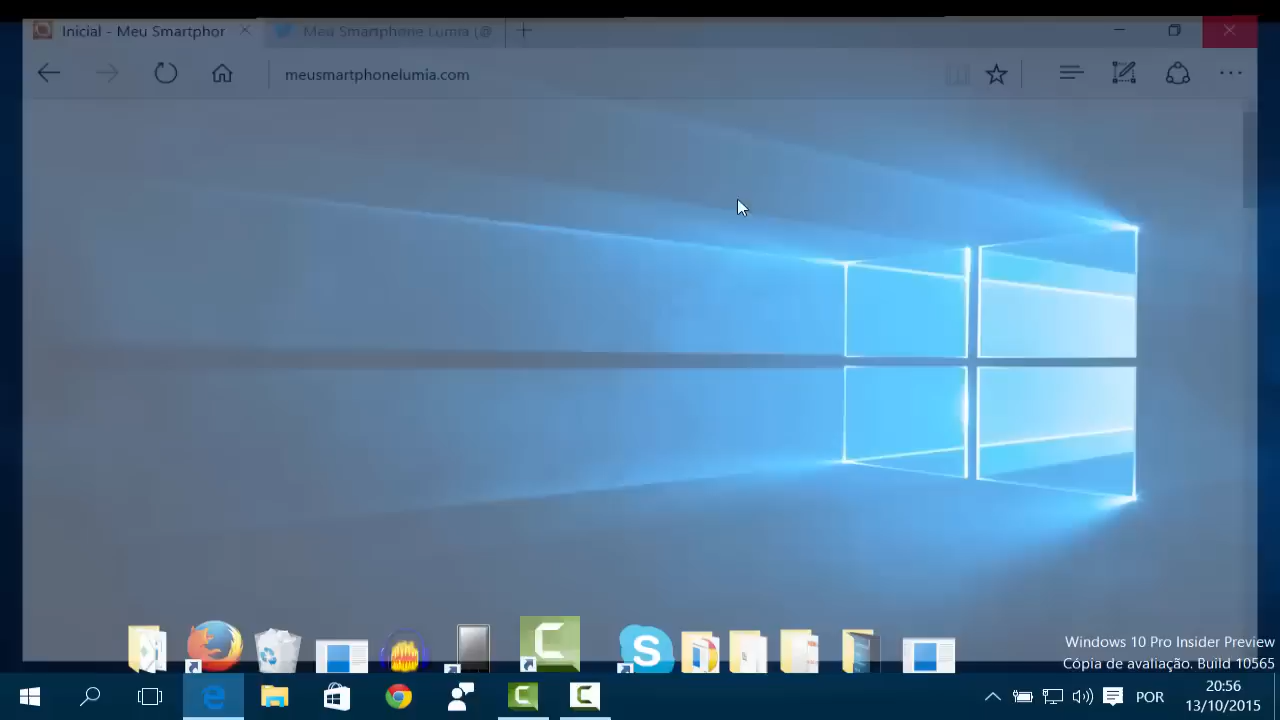 Inicial - Meu Smartphor
Meu Smartphone Lumia (@
meusmartphonelumia.com
Windows 10 Pro Insider Preview
Cópia de avaliação. Build 10565
POR
20:56
13/10/2015